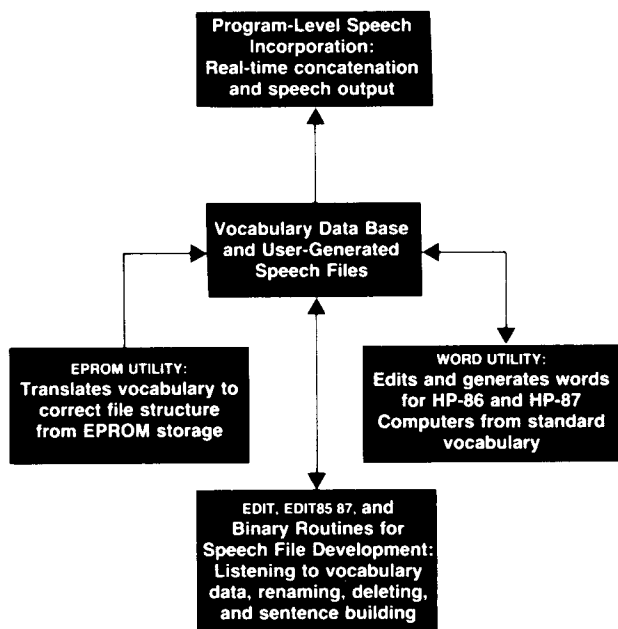 Program-Level Speech
Incorporation:
Real-time concatenation
and speech output
Vocabulary Data Base
and User-Generated
Speech Files
EPROM UTILITY:
Translates vocabulary to
correct file structure
from EPROM storage
WORD UTILITY:
Edits and generates words
for HP-86 and HP-87
Computers from standard
vocabulary
EDIT, EDIT85 87, and
Binary Routines for
Speech File Development:
Listening to vocabulary
data, renaming, deleting,
and sentence building